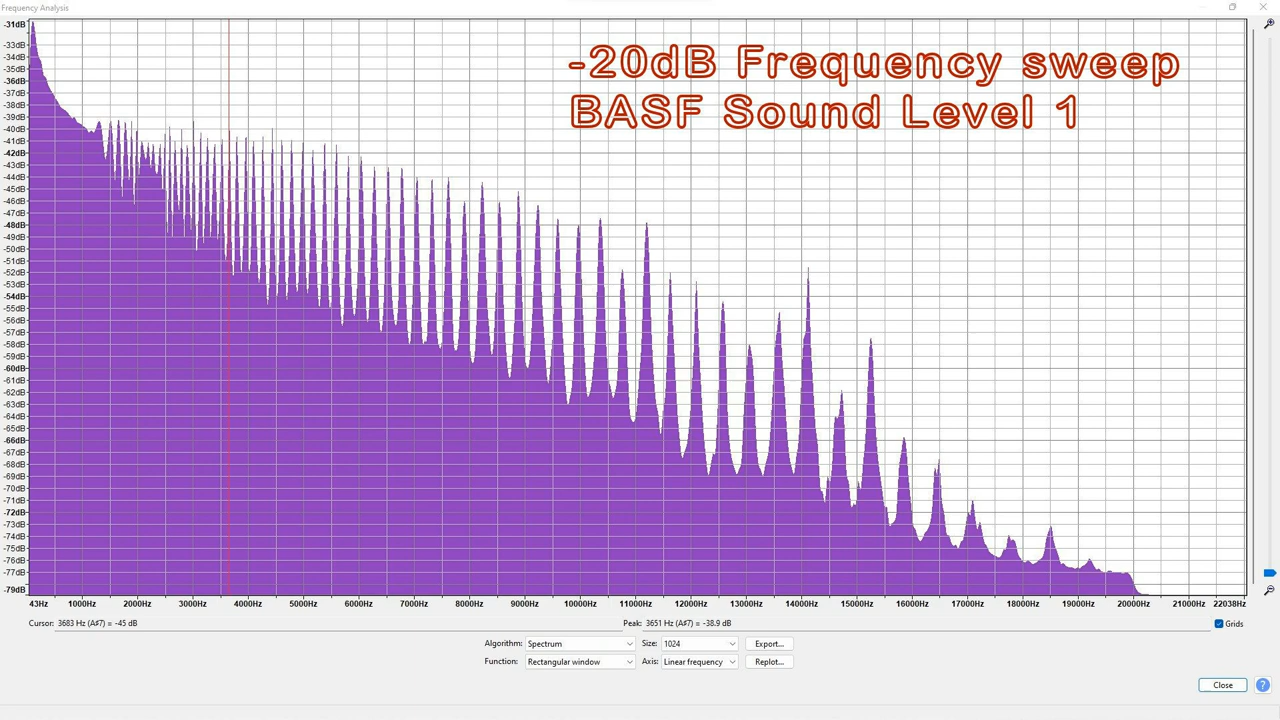 Frequency Analysis
-20dB Frequency sweep
BASF Sound Level 1
-31dB
-33dB
-34dB
-35dB
-36dB
-37dB
-38dB
-39dB
-40dB
-41dB
-42dB
-43dB
-44dB
-45dB
-46dB
-47dB
-48dB
-49dB
-50dB
-51dB
-52dB
-53dB
-54dB
-55dB
-56dB
-57dB
-58dB
-59dB
-60dB
-61dB
-62dB
-63dB
-64dB
-65dB
-66dB
-67dB
-68dB
-69dB
-70dB
-71dB
-72dB
-73dB
-74dB
-75dB
-76dB
-77dB
-79dB
43Hz 1000Hz 2000Hz 3000Hz 4000Hz 5000Hz 6000Hz 7000Hz 8000Hz 9000Hz 10000Hz 11000Hz 12000Hz 13000Hz 14000Hz 15000Hz 16000Hz 17000Hz 18000Hz 19000Hz 20000Hz 21000Hz 22038Hz
Cursor: 3683 Hz (A#7) = -45 dB Peak: 3651 Hz (A#7) = -38.9 dB Grids
Algorithm: Spectrum Size: 1024 Export...
Function: Rectangular window Axis: Linear frequency Replot...
Close ?